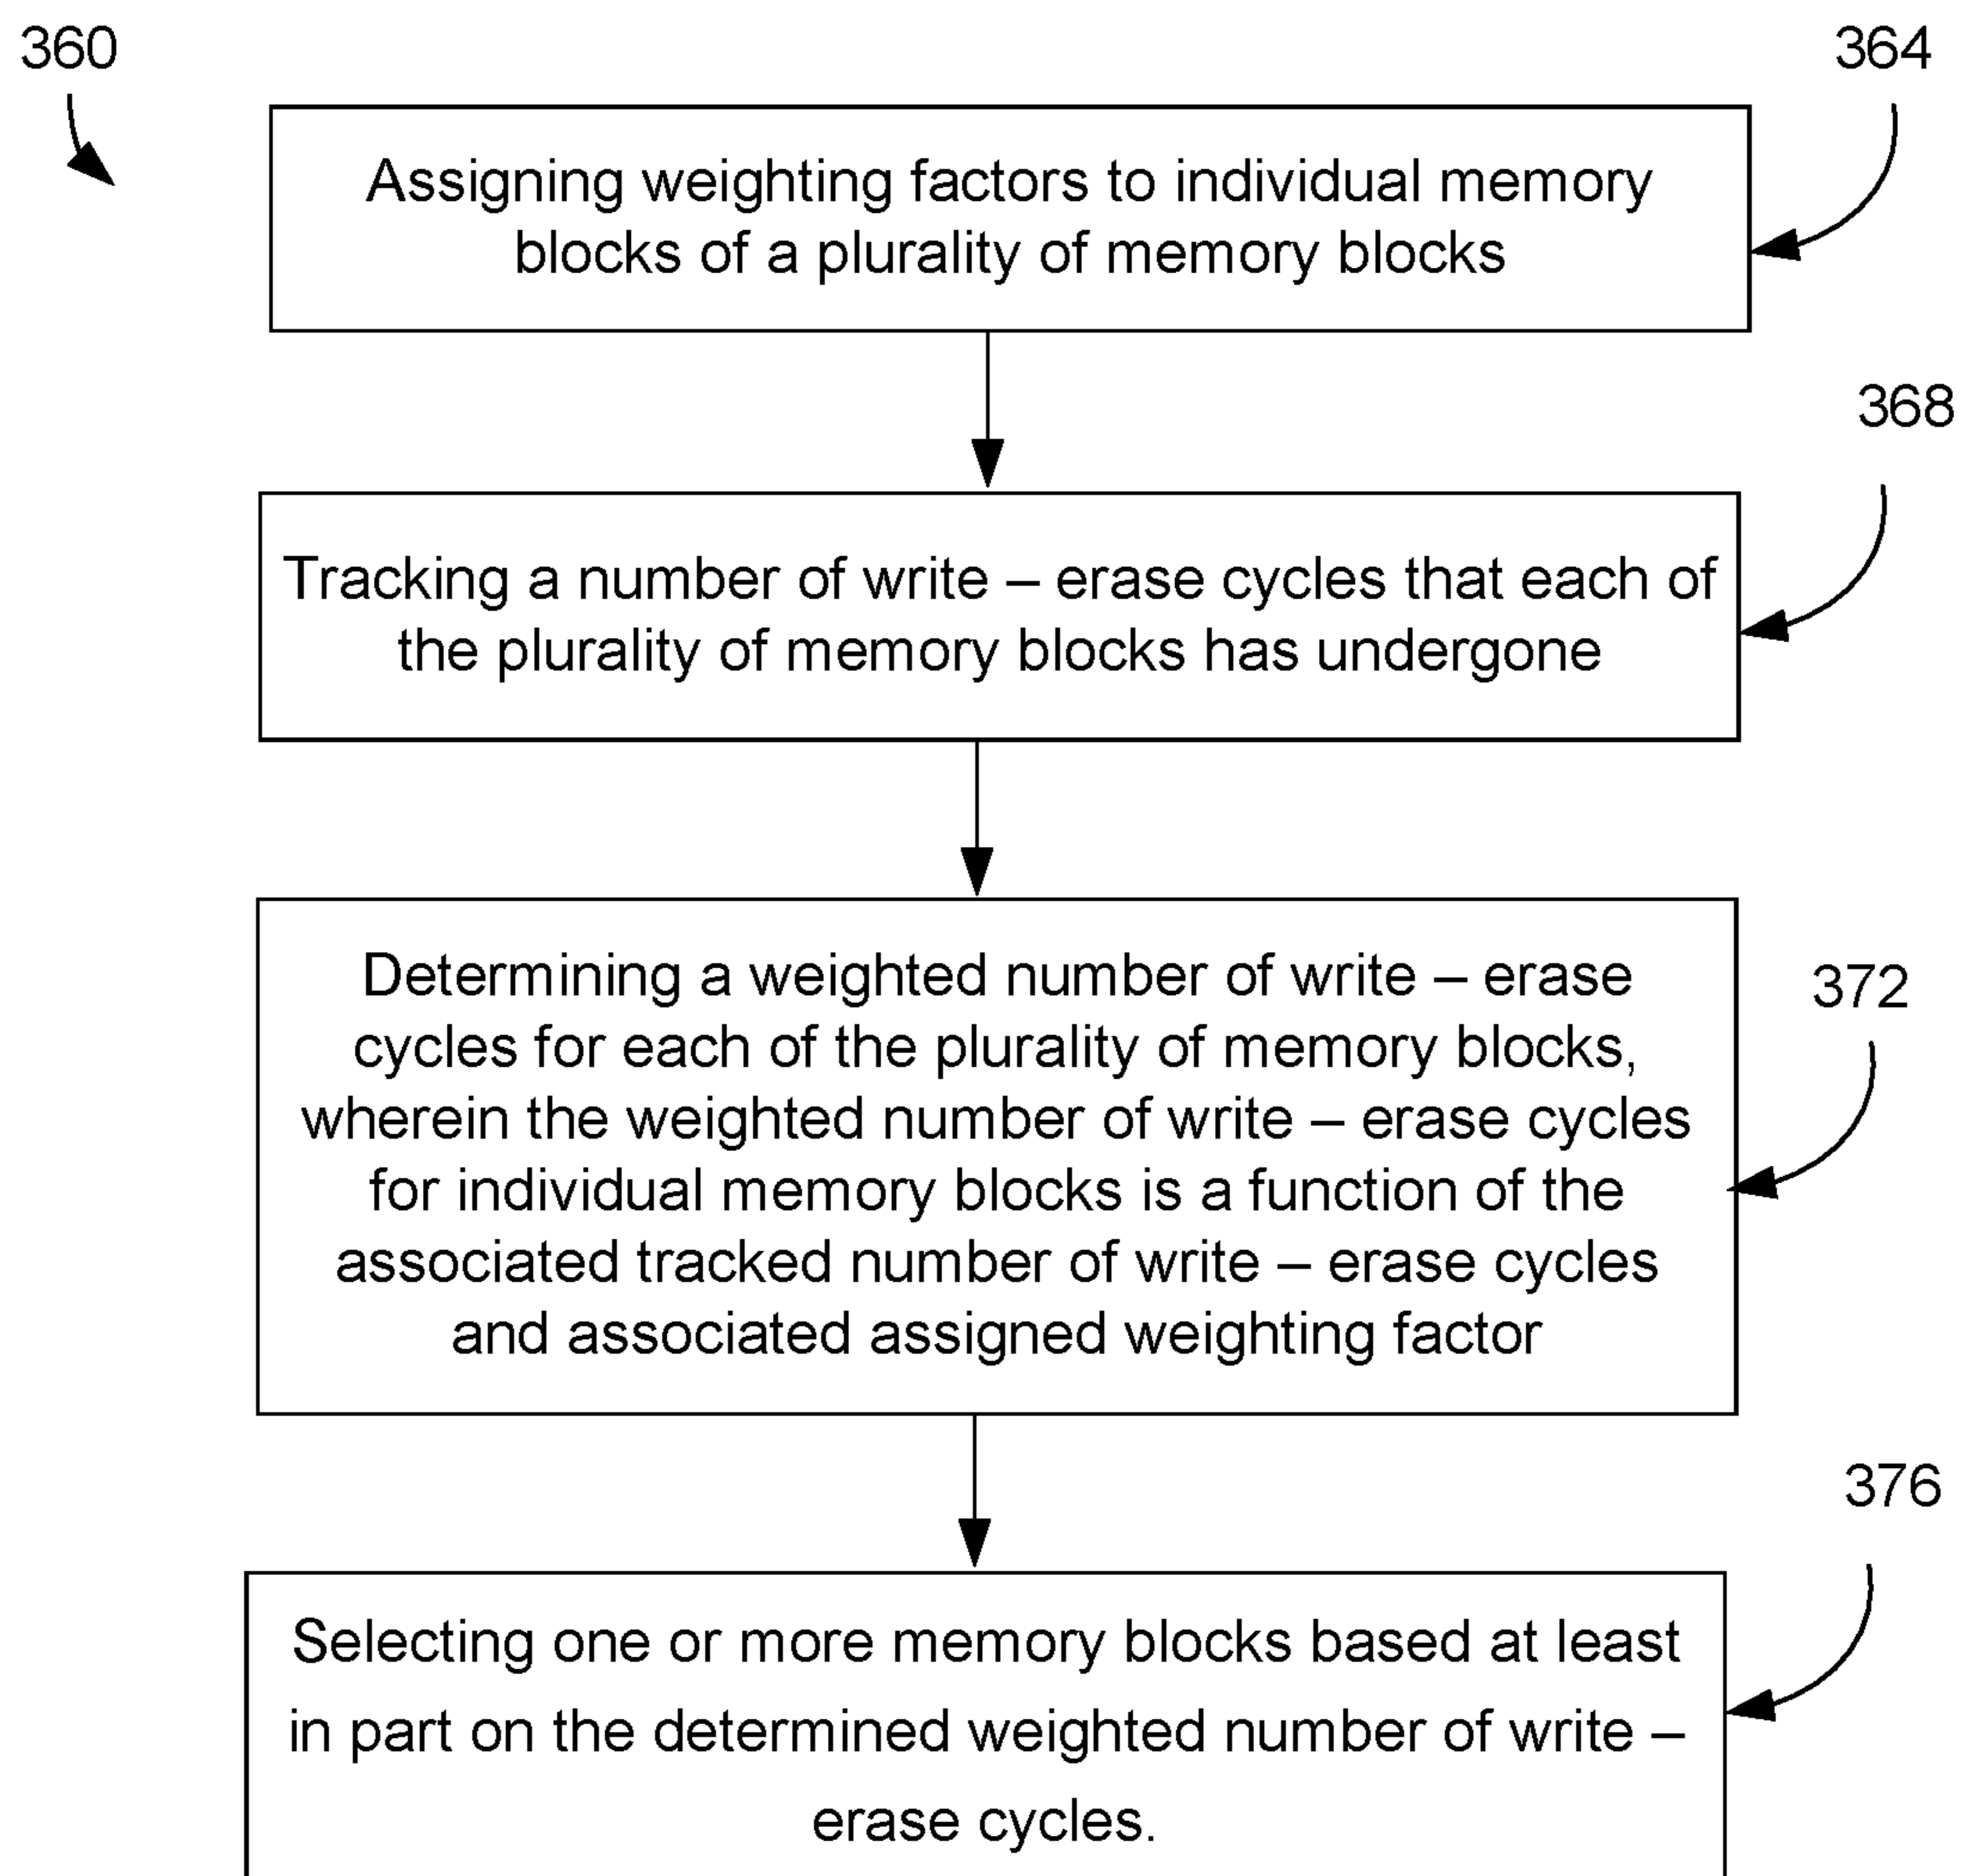 360
364
Assigning weighting factors to individual memory
blocks of a plurality of memory blocks
368
Tracking a number of write – erase cycles that each of
the plurality of memory blocks has undergone
372
Determining a weighted number of write – erase
cycles for each of the plurality of memory blocks,
wherein the weighted number of write – erase cycles
for individual memory blocks is a function of the
associated tracked number of write – erase cycles
and associated assigned weighting factor
376
Selecting one or more memory blocks based at least
in part on the determined weighted number of write –
erase cycles.